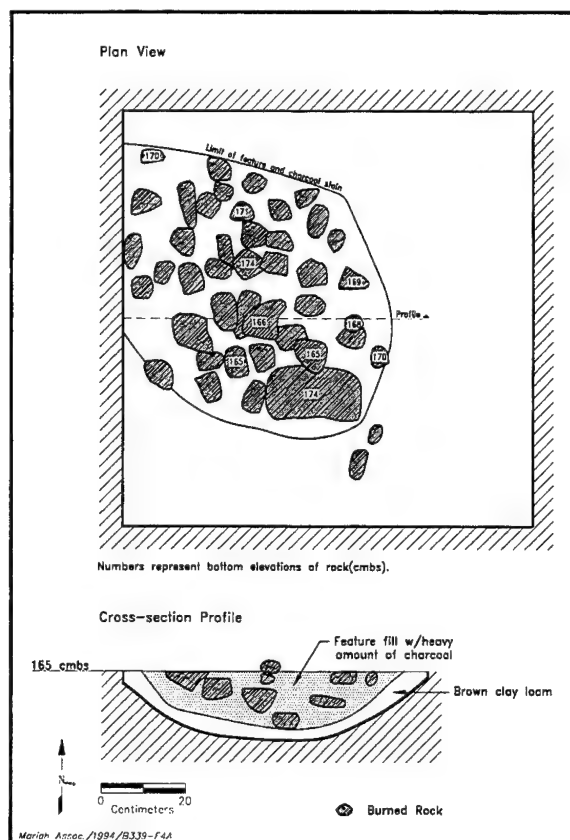 Plan View
Limit of feature and charcoal stain
170
171
174
169
Profile
166
168
165
165
170
174
Numbers represent bottom elevations of rock(cmbs).
Cross-section Profile
Feature fill w/heavy
amount of charcoal
165 cmbs
Brown clay loam
N
0 20
Centimeters
Burned Rock
Mariah Assoc./1994/B339-F4A